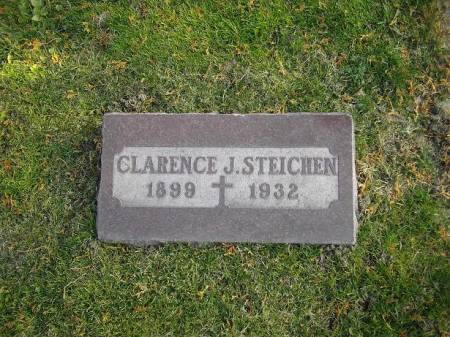 CLARENCE J. STEICHEN
1899 1932